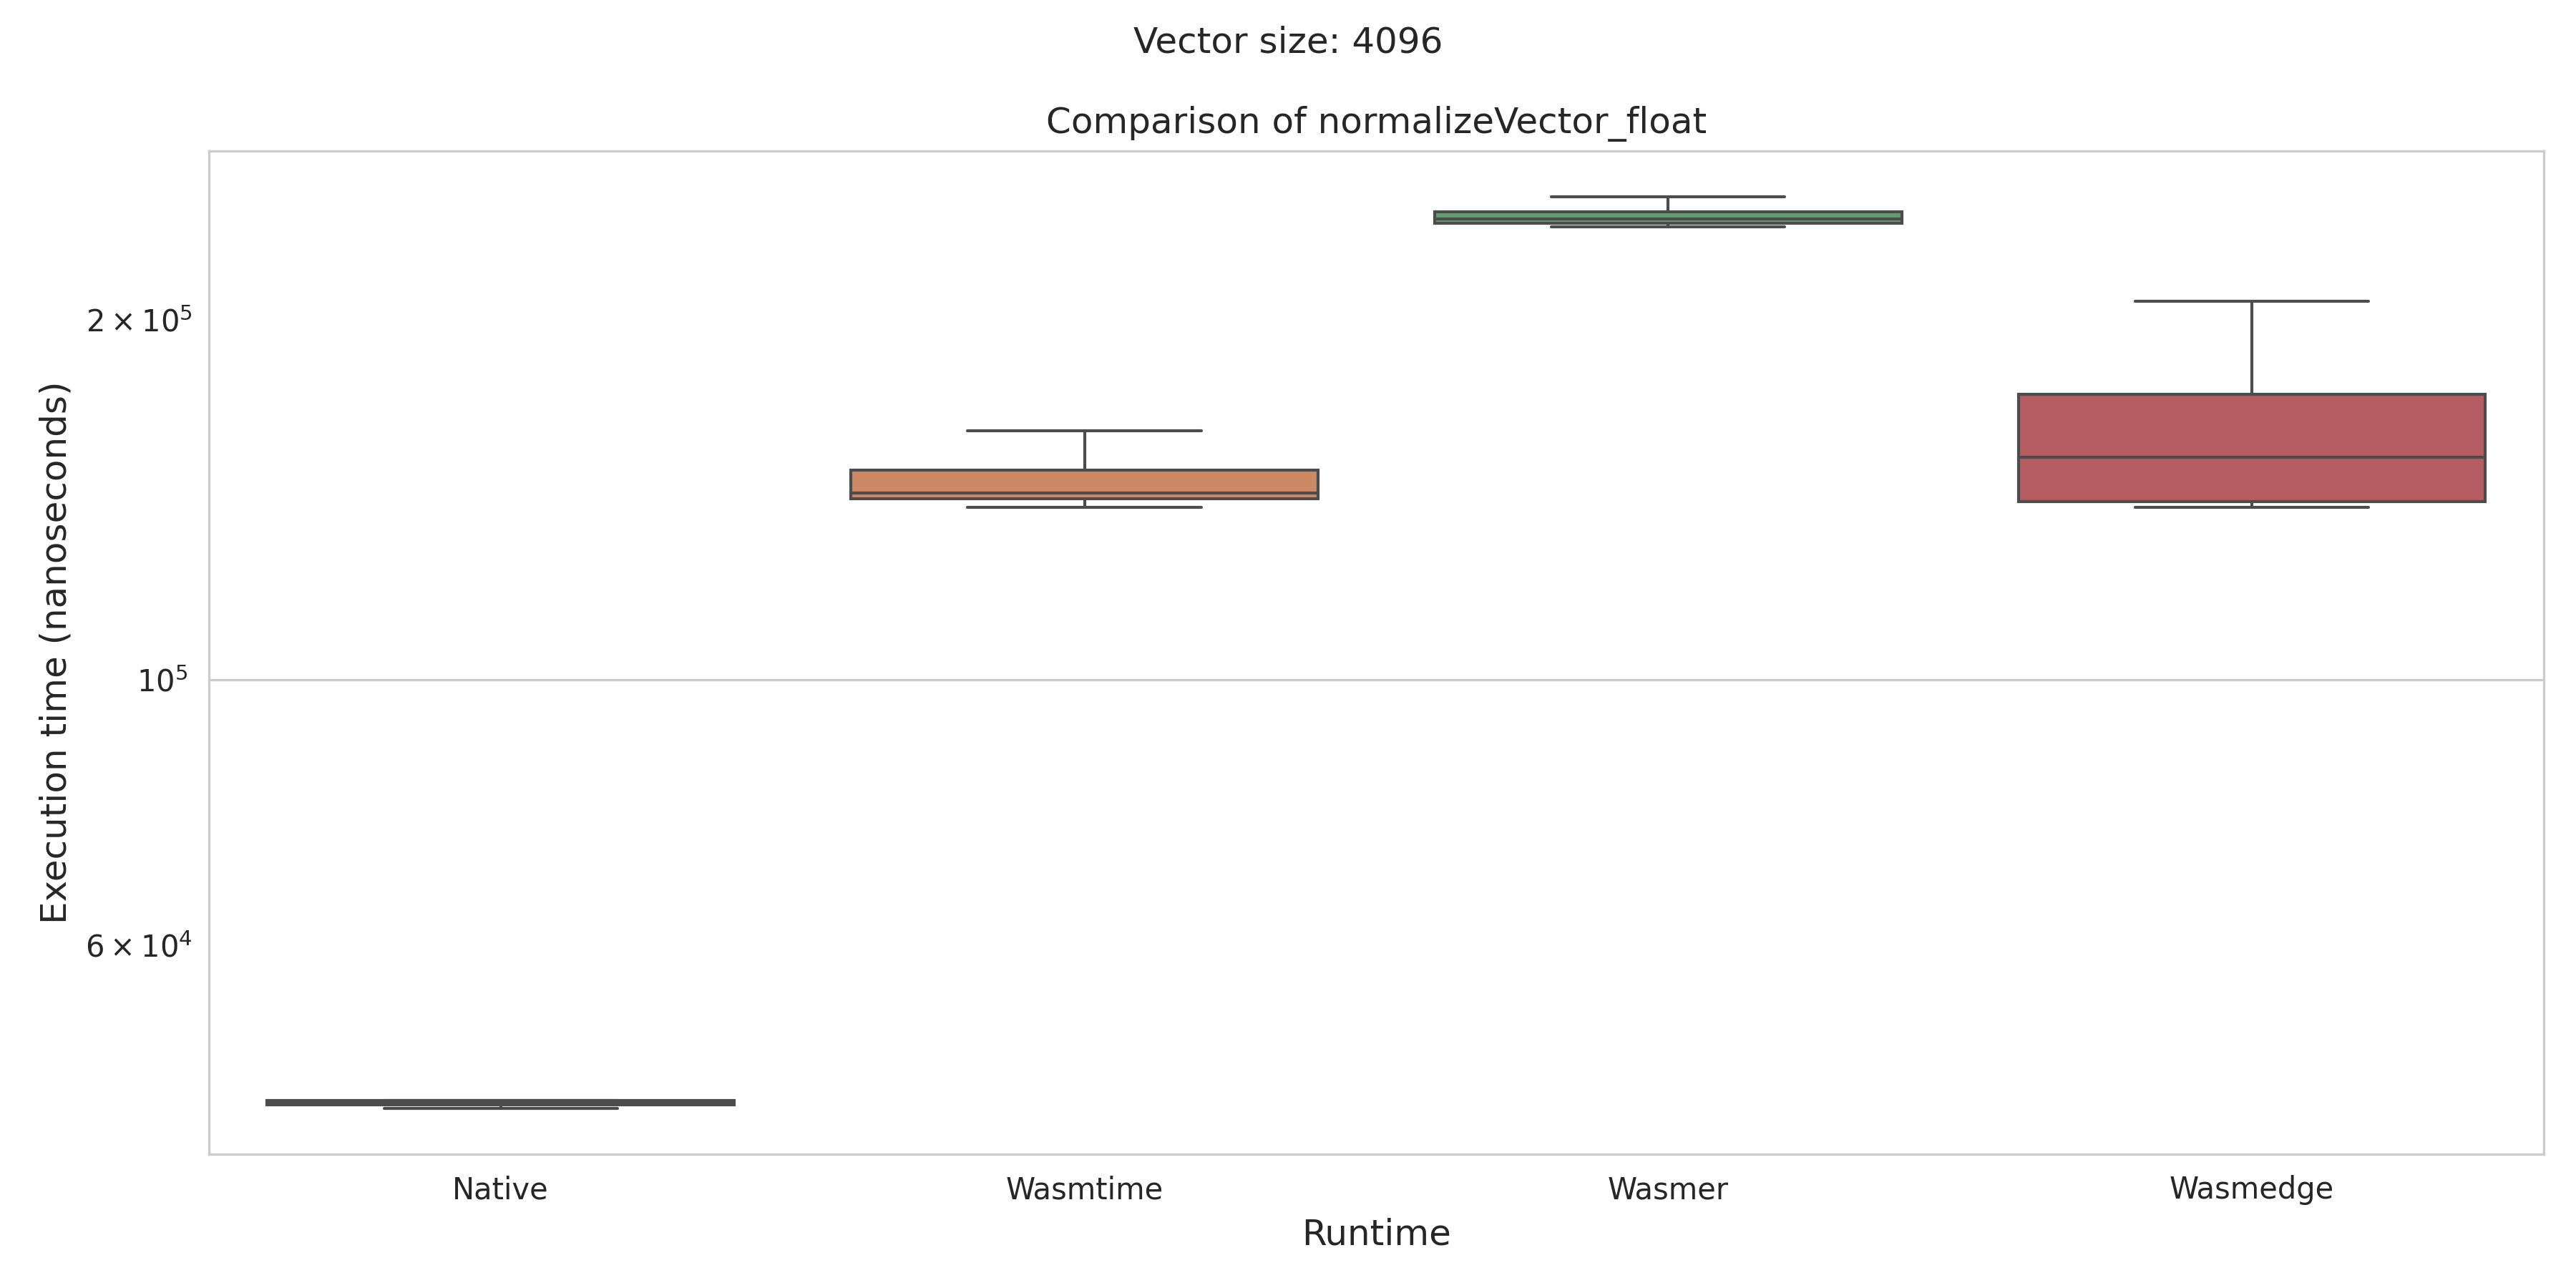 Vector size: 4096
Comparison of normalizeVector_float
Execution time (nanoseconds)
2 × 10⁵
10⁵
6 × 10⁴
Native
Wasmtime
Wasmer
Wasmedge
Runtime